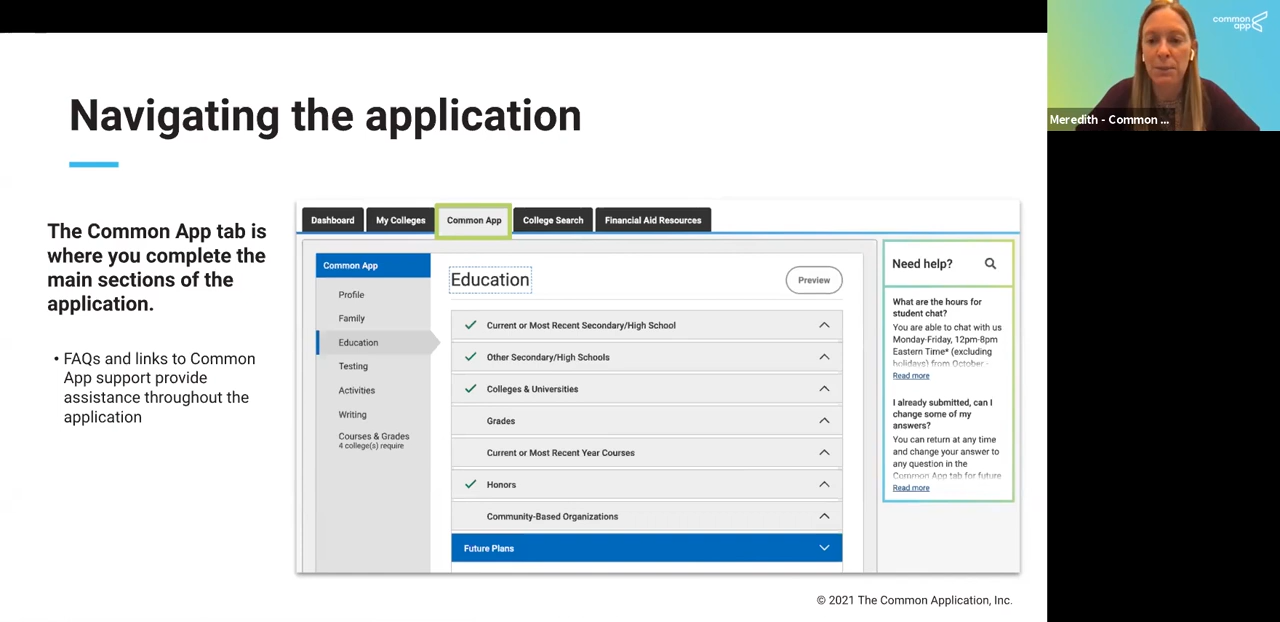 Navigating the application
The Common App tab is
where you complete the
main sections of the
application.
• FAQs and links to Common
App support provide
assistance throughout the
application
Dashboard
My Colleges
Common App
College Search
Financial Aid Resources
Common App
Profile
Family
Education
Testing
Activities
Writing
Courses & Grades
4 college(s) require
Education
Preview
Current or Most Recent Secondary/High School
Other Secondary/High Schools
Colleges & Universities
Grades
Current or Most Recent Year Courses
Honors
Community-Based Organizations
Future Plans
Need help?
What are the hours for
student chat?
You are able to chat with us
Monday-Friday, 12pm-8pm
Eastern Time* (excluding
holidays) from October -
Read more
I already submitted, can I
change some of my
answers?
You can return at any time
and change your answer to
any question in the
Common App tab for future
Read more
© 2021 The Common Application, Inc.
common
app
Meredith - Common ...